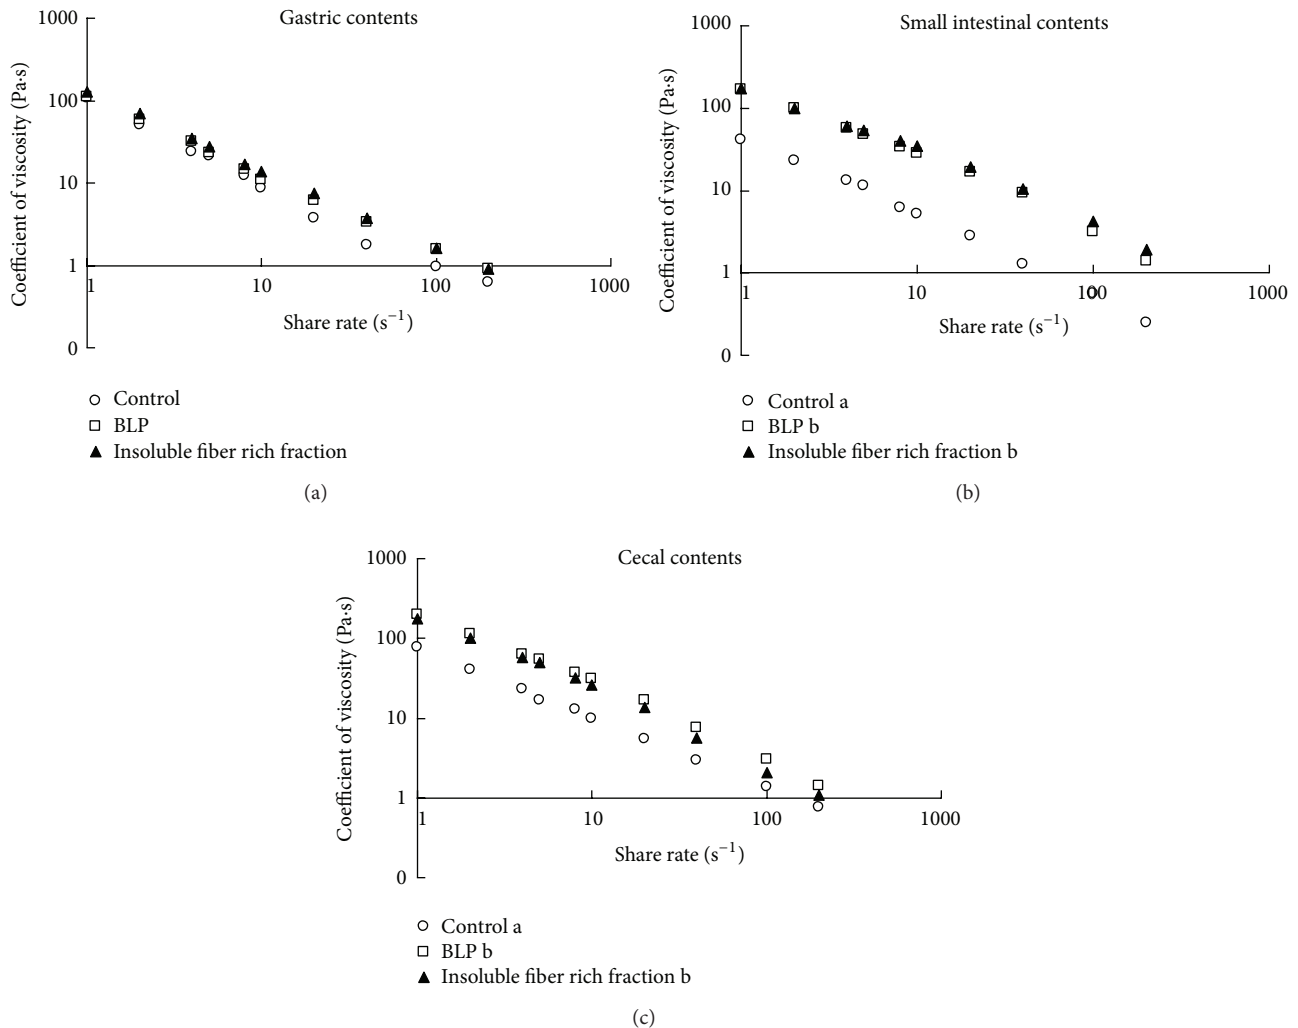 Gastric contents
Coefficient of viscosity (Pa·s)
1000
100
10
1
0
1 10 100 1000
Share rate (s⁻¹)
Control
BLP
Insoluble fiber rich fraction
(a)
Small intestinal contents
Coefficient of viscosity (Pa·s)
1000
100
10
1
0
1 10 100 1000
Share rate (s⁻¹)
Control a
BLP b
Insoluble fiber rich fraction b
(b)
Cecal contents
Coefficient of viscosity (Pa·s)
1000
100
10
1
0
1 10 100 1000
Share rate (s⁻¹)
Control a
BLP b
Insoluble fiber rich fraction b
(c)